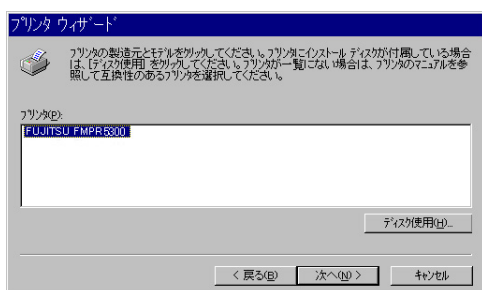 プリンタ ウィザード
プリンタの製造元とモデルをクリックしてください。プリンタにインストール ディスクが付属している場合
は、[ディスク使用] をクリックしてください。プリンタが一覧にない場合は、プリンタのマニュアルを参
照して互換性のあるプリンタを選択してください。
プリンタ(P):
FUJITSU FMPR5300
ディスク使用(H)...
< 戻る(B)
次へ(N) >
キャンセル